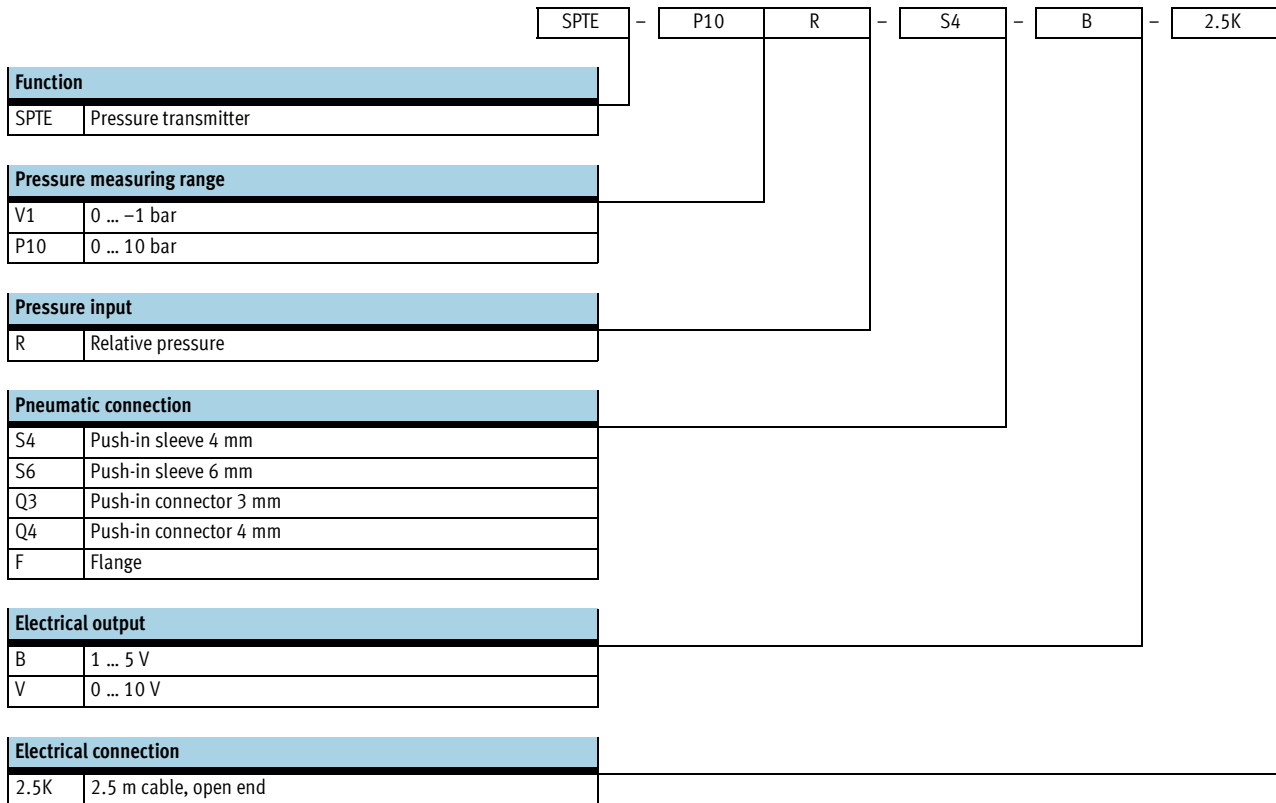 SPTE – P10 R – S4 – B – 2.5K
Function
SPTE Pressure transmitter
Pressure measuring range
V1 0 … –1 bar
P10 0 … 10 bar
Pressure input
R Relative pressure
Pneumatic connection
S4 Push-in sleeve 4 mm
S6 Push-in sleeve 6 mm
Q3 Push-in connector 3 mm
Q4 Push-in connector 4 mm
F Flange
Electrical output
B 1 … 5 V
V 0 … 10 V
Electrical connection
2.5K 2.5 m cable, open end